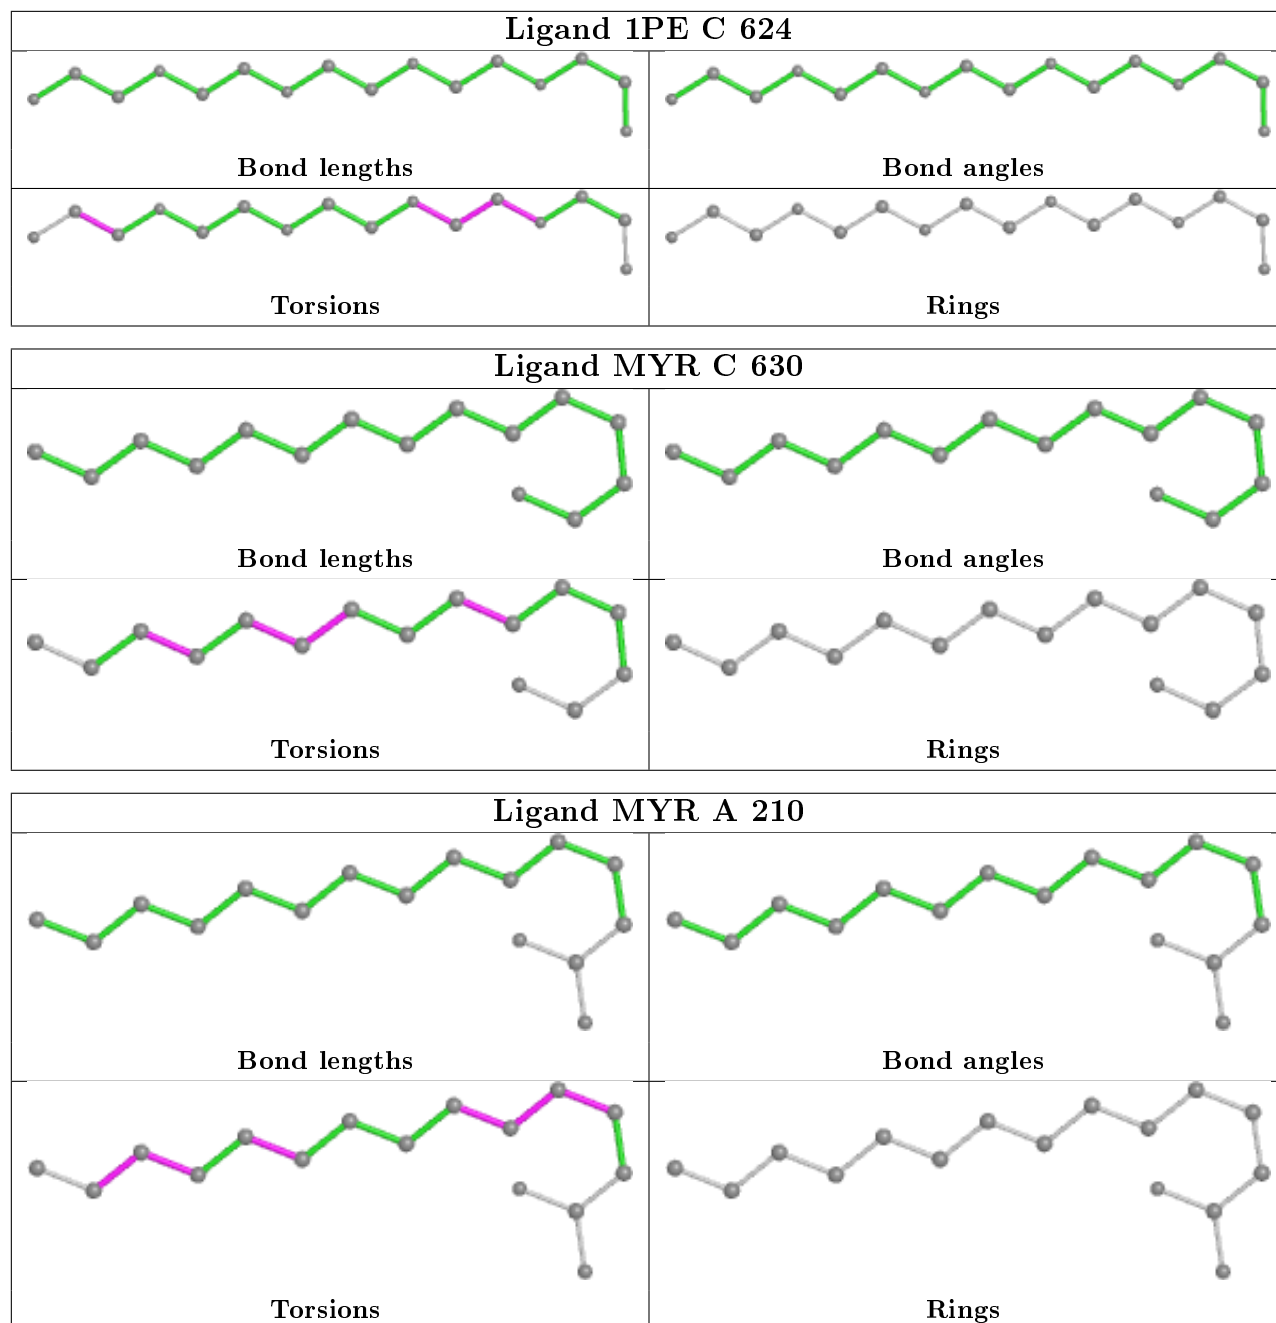 Ligand 1PE C 624
Bond lengths
Bond angles
Torsions
Rings
Ligand MYR C 630
Bond lengths
Bond angles
Torsions
Rings
Ligand MYR A 210
Bond lengths
Bond angles
Torsions
Rings